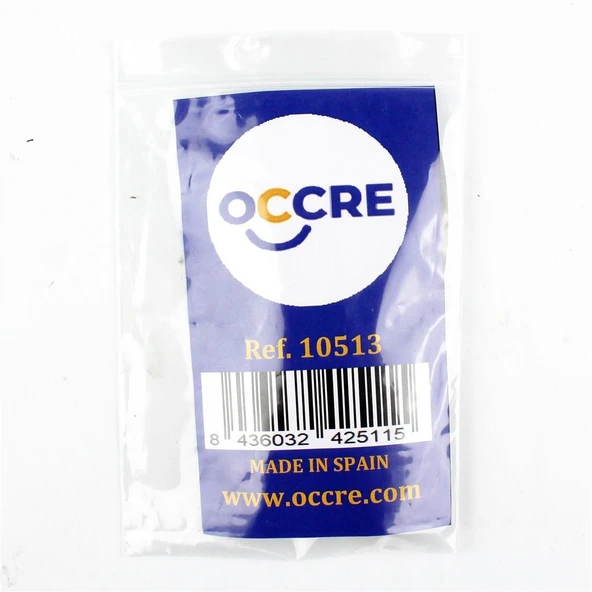 OCCRE
Ref. 10513
8 436032 425115
MADE IN SPAIN
www.occre.com